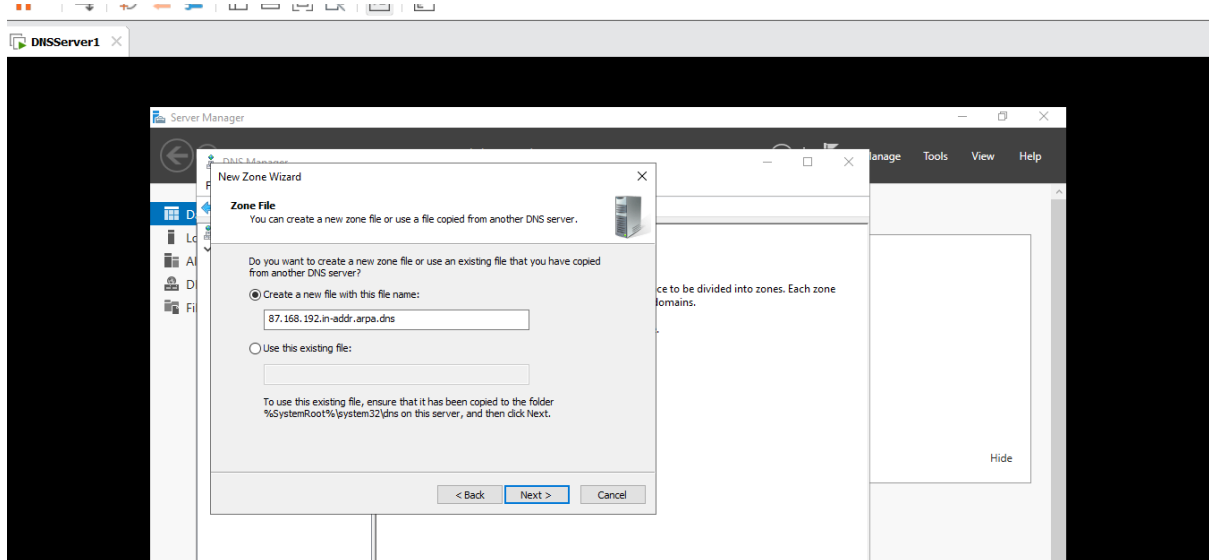 DNSServer1
Server Manager
DNS Manager
Manage Tools View Help
New Zone Wizard
Zone File
You can create a new zone file or use a file copied from another DNS server.
Do you want to create a new zone file or use an existing file that you have copied
from another DNS server?
Create a new file with this file name:
87.168.192.in-addr.arpa.dns
Use this existing file:
To use this existing file, ensure that it has been copied to the folder
%SystemRoot%\system32\dns on this server, and then click Next.
< Back Next > Cancel
ce to be divided into zones. Each zone
domains.
Hide